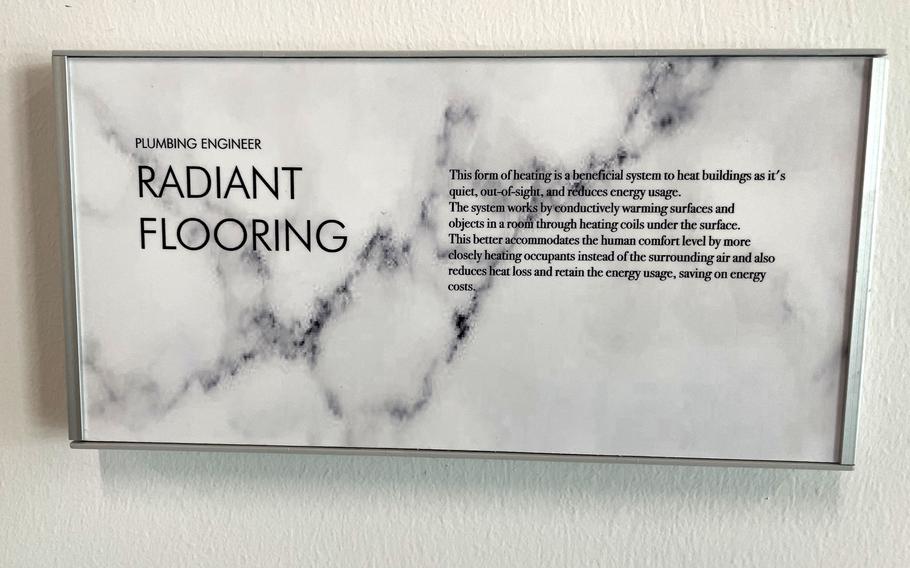 PLUMBING ENGINEER
RADIANT
FLOORING
This form of heating is a beneficial system to heat buildings as it's
quiet, out-of-sight, and reduces energy usage.
The system works by conductively warming surfaces and
objects in a room through heating coils under the surface.
This better accommodates the human comfort level by more
closely heating occupants instead of the surrounding air and also
reduces heat loss and retain the energy usage, saving on energy
costs.